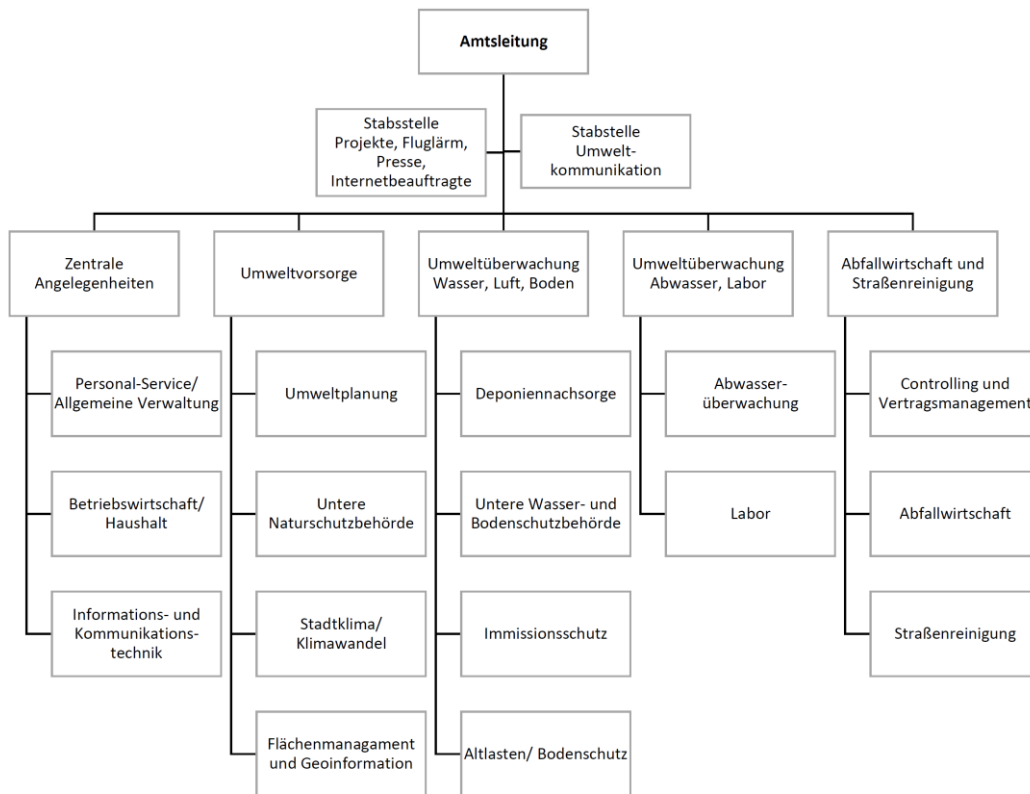 Amtsleitung
Stabsstelle
Projekte, Fluglärm,
Presse,
Internetbeauftragte
Stabstelle
Umwelt-
kommunikation
Zentrale
Angelegenheiten
Umweltvorsorge
Umweltüberwachung
Wasser, Luft, Boden
Umweltüberwachung
Abwasser, Labor
Abfallwirtschaft und
Straßenreinigung
Personal-Service/
Allgemeine Verwaltung
Umweltplanung
Deponiennachsorge
Abwasser-
überwachung
Controlling und
Vertragsmanagement
Betriebswirtschaft/
Haushalt
Untere
Naturschutzbehörde
Untere Wasser- und
Bodenschutzbehörde
Labor
Abfallwirtschaft
Informations- und
Kommunikations-
technik
Stadtklima/
Klimawandel
Immissionsschutz
Straßenreinigung
Flächenmanagament
und Geoinformation
Altlasten/ Bodenschutz